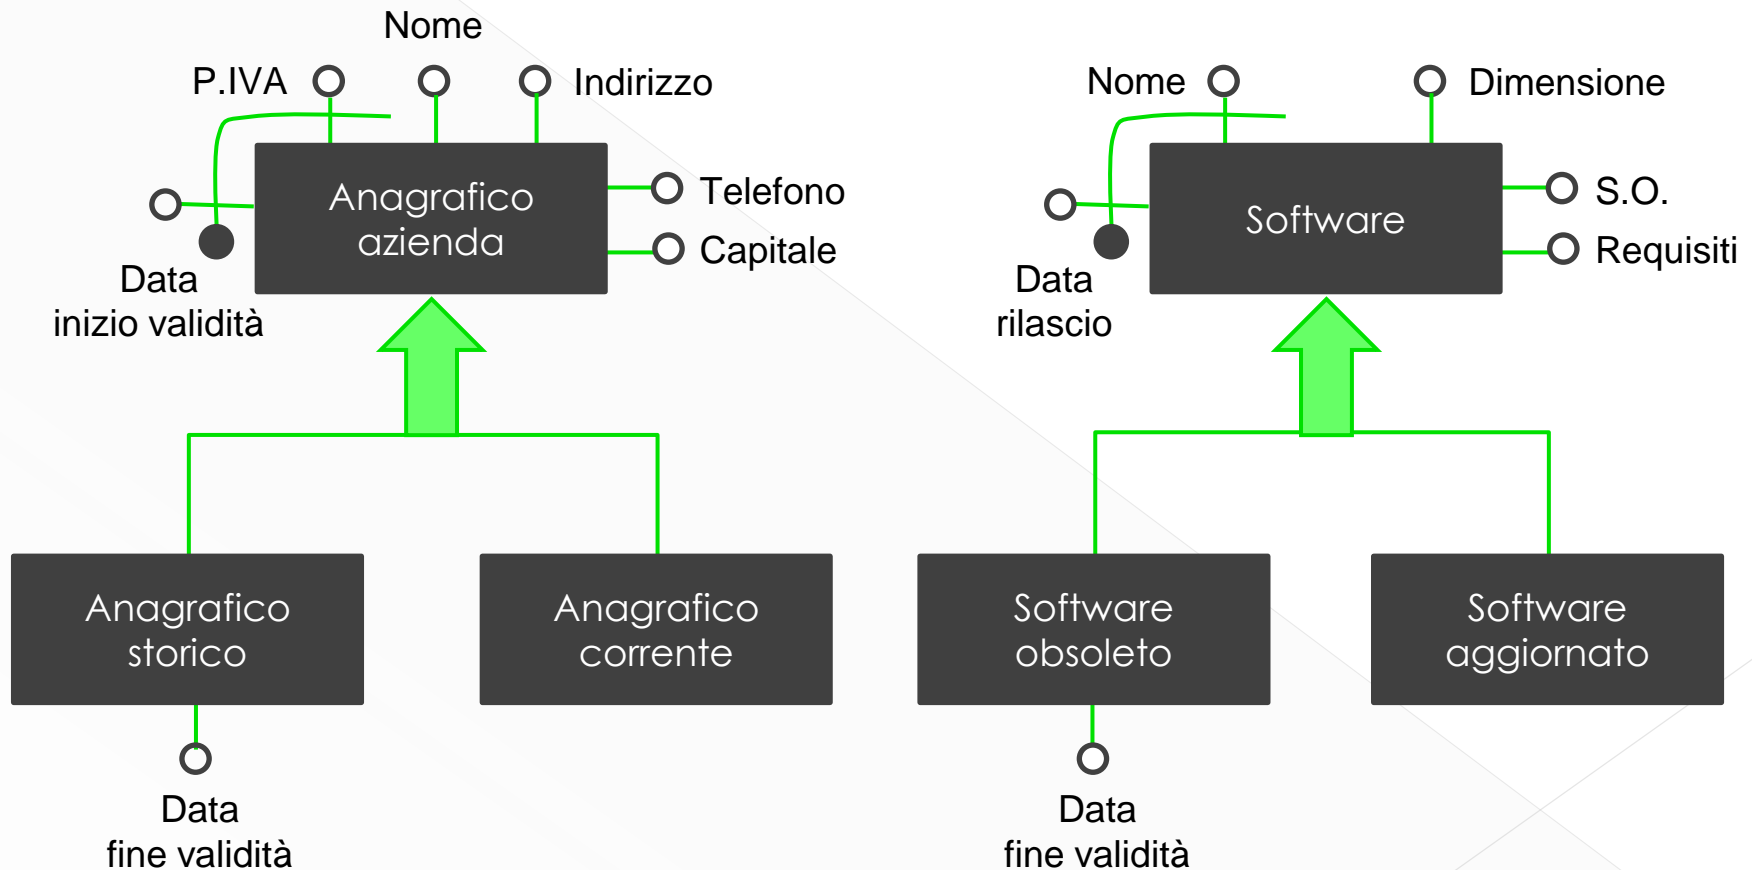 Nome
P.IVA
Indirizzo
Anagrafico
azienda
Telefono
Capitale
Data
inizio validità
Anagrafico
storico
Anagrafico
corrente
Data
fine validità
Nome
Dimensione
Software
S.O.
Requisiti
Data
rilascio
Software
obsoleto
Software
aggiornato
Data
fine validità